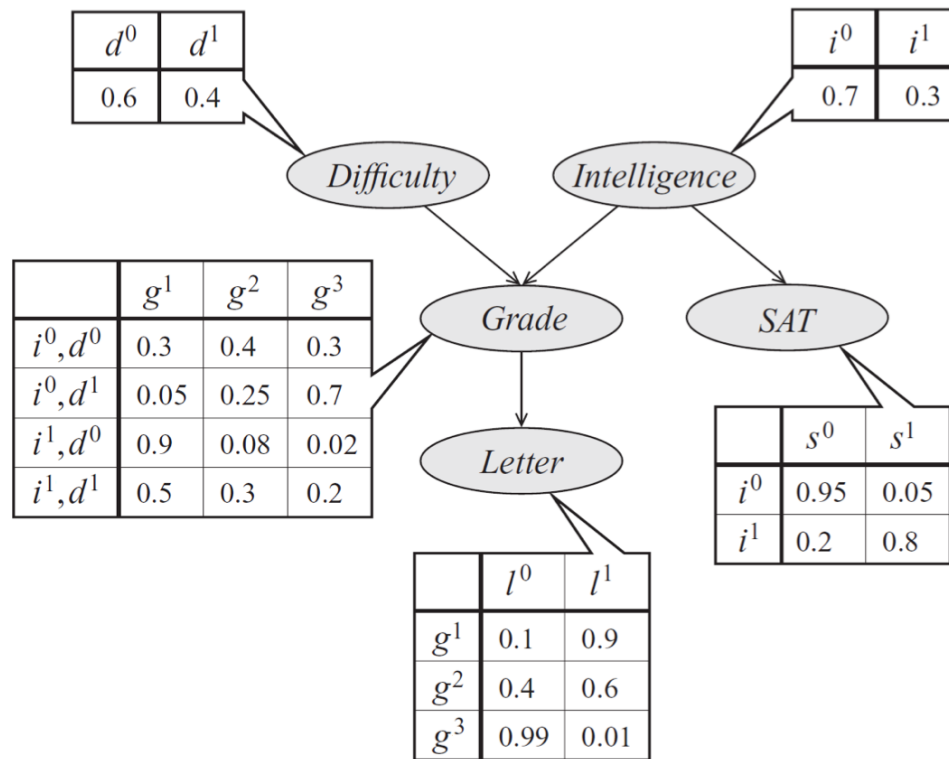 d⁰ d¹
0.6 0.4
i⁰ i¹
0.7 0.3
Difficulty
Intelligence
g¹ g² g³
i⁰,d⁰ 0.3 0.4 0.3
i⁰,d¹ 0.05 0.25 0.7
i¹,d⁰ 0.9 0.08 0.02
i¹,d¹ 0.5 0.3 0.2
Grade
SAT
Letter
s⁰ s¹
i⁰ 0.95 0.05
i¹ 0.2 0.8
l⁰ l¹
g¹ 0.1 0.9
g² 0.4 0.6
g³ 0.99 0.01